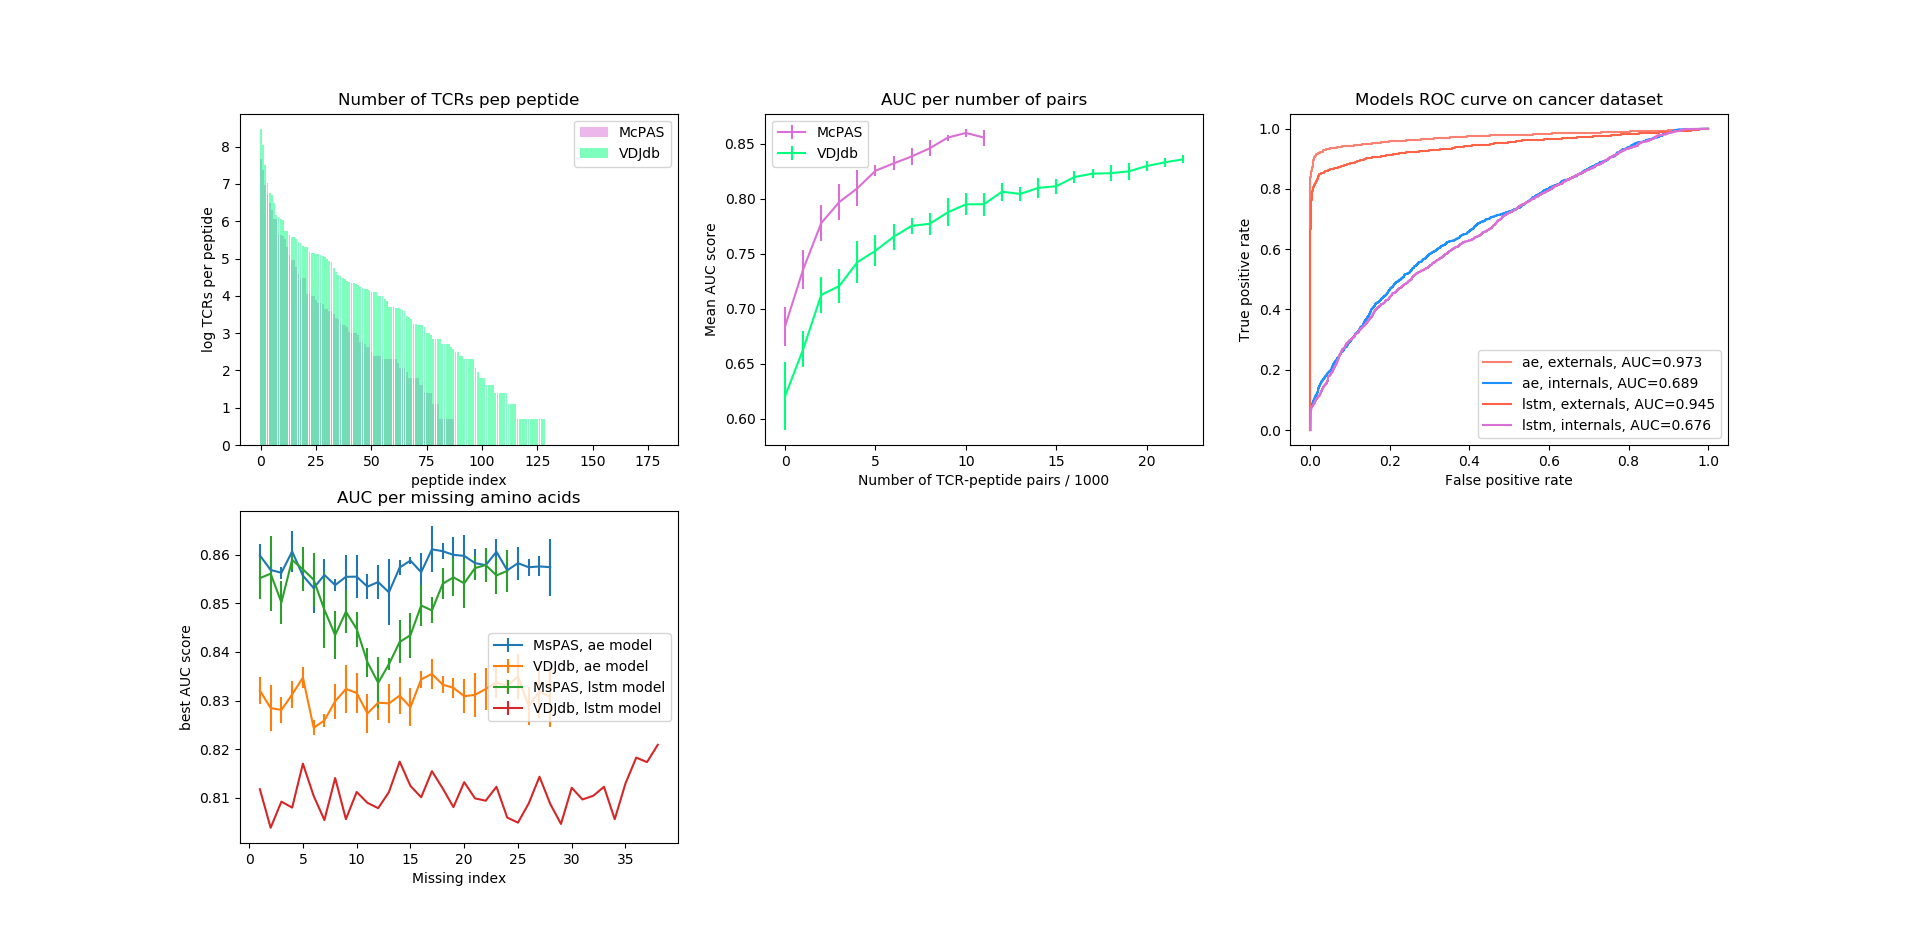 Number of TCRs pep peptide
log TCRs per peptide
8
7
6
5
4
3
2
1
0
0 25 50 75 100 125 150 175
peptide index
McPAS
VDJdb
AUC per number of pairs
Mean AUC score
0.85
0.80
0.75
0.70
0.65
0.60
0 5 10 15 20
Number of TCR-peptide pairs / 1000
McPAS
VDJdb
Models ROC curve on cancer dataset
True positive rate
1.0
0.8
0.6
0.4
0.2
0.0
0.0 0.2 0.4 0.6 0.8 1.0
False positive rate
ae, externals, AUC=0.973
ae, internals, AUC=0.689
lstm, externals, AUC=0.945
lstm, internals, AUC=0.676
AUC per missing amino acids
best AUC score
0.86
0.85
0.84
0.83
0.82
0.81
0 5 10 15 20 25 30 35
Missing index
MsPAS, ae model
VDJdb, ae model
MsPAS, lstm model
VDJdb, lstm model